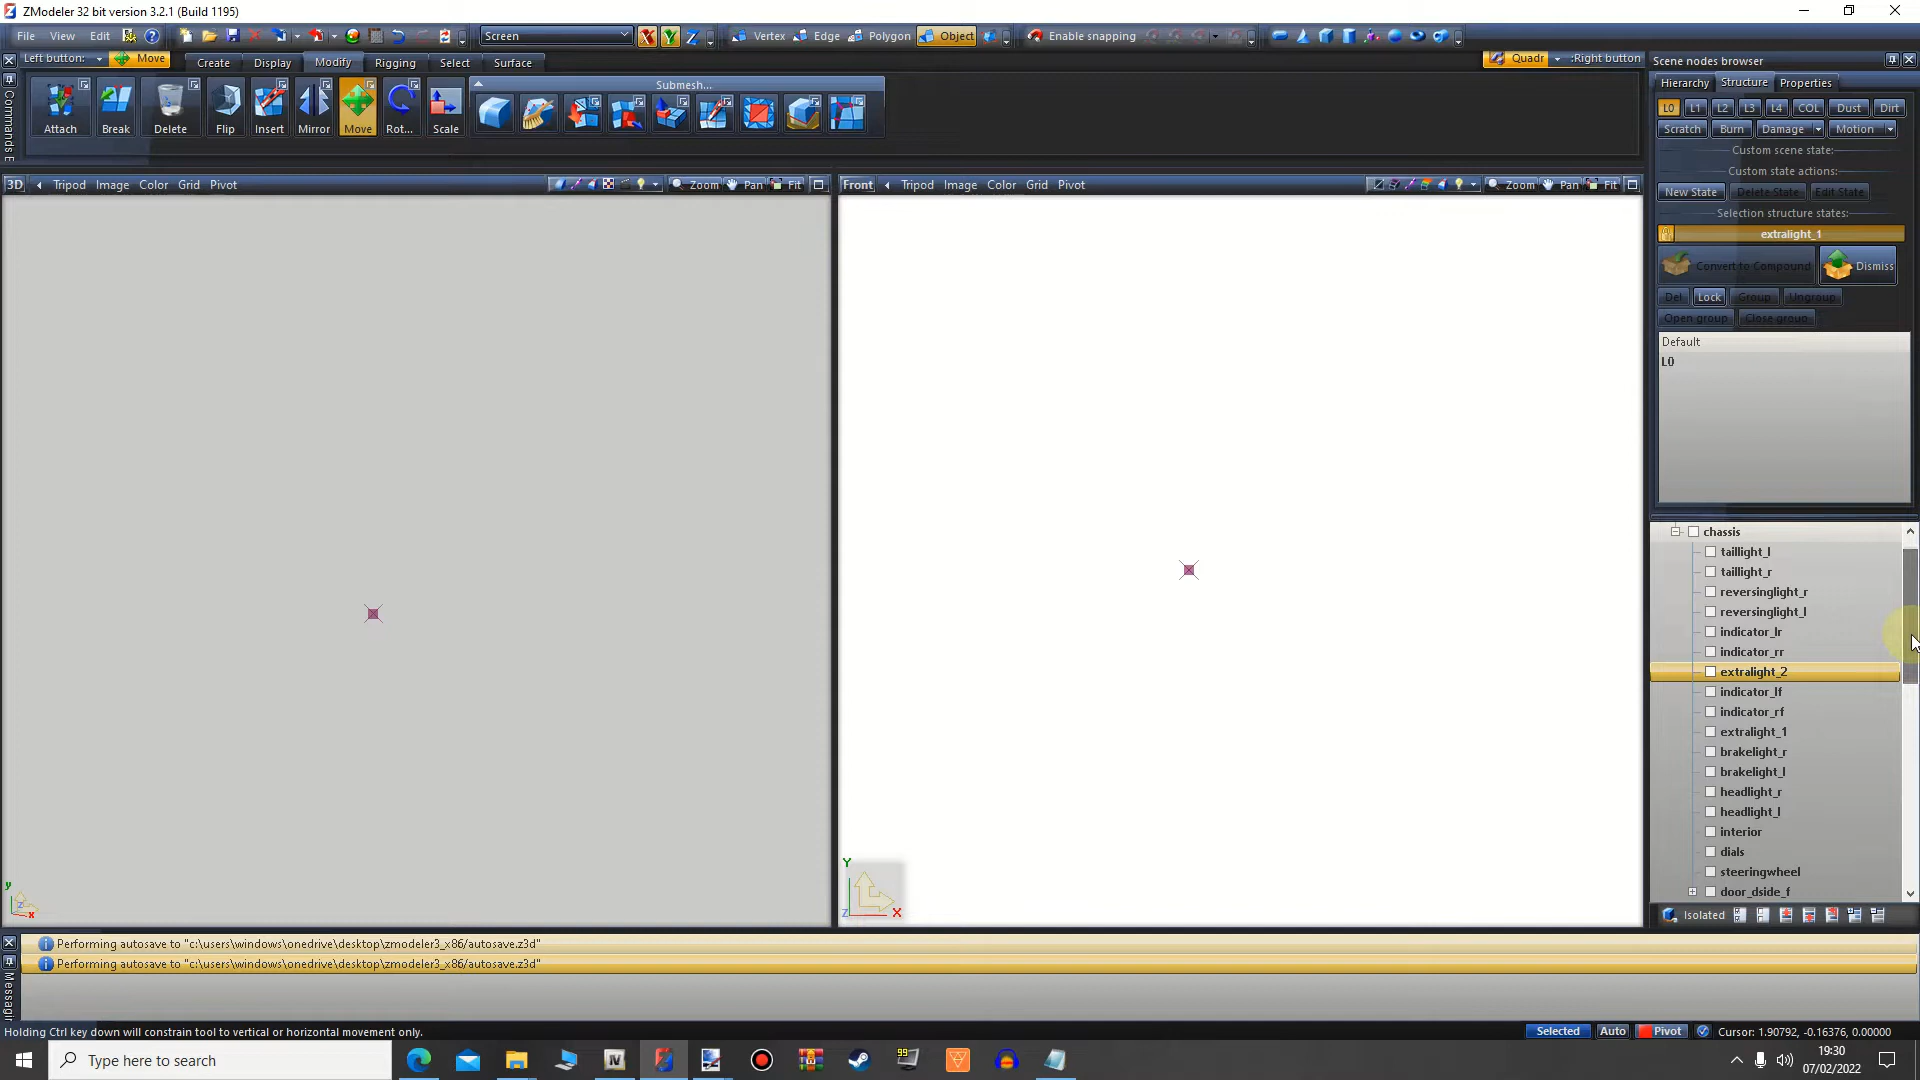 ZModeler 32 bit version 3.2.1 (Build 1195)
File View Edit Screen Vertex Edge Polygon Object Enable snapping
Left button: Move Create Display Modify Rigging Select Surface Quadr :Right button
Attach Break Delete Flip Insert Mirror Move Rot... Scale
Submesh...
Commands
3D Tripod Image Color Grid Pivot Zoom Pan Fit
Front Tripod Image Color Grid Pivot Zoom Pan Fit
Y
Z X
y
x
Scene nodes browser
Hierarchy Structure Properties
L0 L1 L2 L3 L4 COL Dust Dirt
Scratch Burn Damage Motion
Custom scene state:
Custom state actions:
New State Delete State Edit State
Selection structure states:
extralight_1
Convert to Compound Dismiss
Del Lock Group Ungroup
Open group Close group
Default
L0
chassis
taillight_l
taillight_r
reversinglight_r
reversinglight_l
indicator_lr
indicator_rr
extralight_2
indicator_lf
indicator_rf
extralight_1
brakelight_r
brakelight_l
headlight_r
headlight_l
interior
dials
steeringwheel
door_dside_f
Isolated
Performing autosave to "c:\users\windows\onedrive\desktop\zmodeler3_x86/autosave.z3d"
Performing autosave to "c:\users\windows\onedrive\desktop\zmodeler3_x86/autosave.z3d"
Holding Ctrl key down will constrain tool to vertical or horizontal movement only.
Selected Auto Pivot Cursor: 1.90792, -0.16376, 0.00000
Type here to search
19:30
07/02/2022